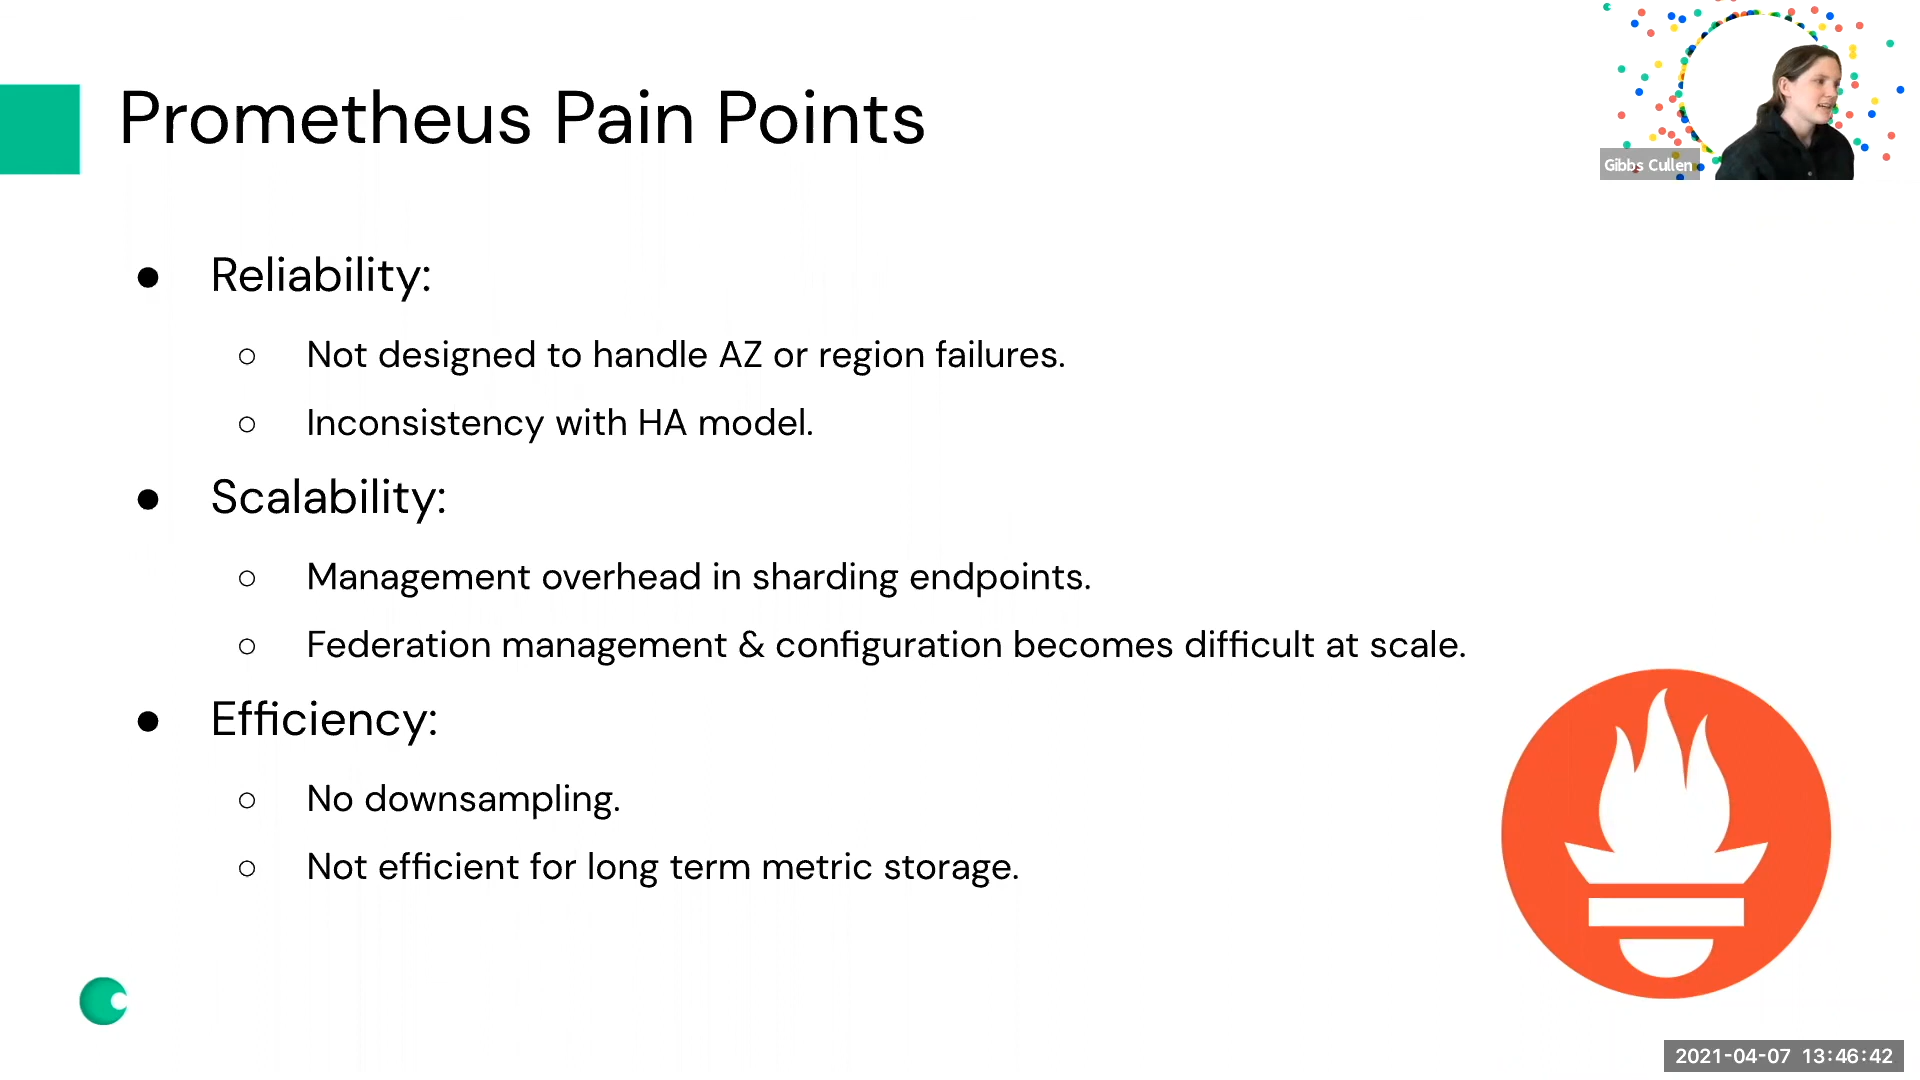 Prometheus Pain Points
Gibbs Cullen
● Reliability:
○ Not designed to handle AZ or region failures.
○ Inconsistency with HA model.
● Scalability:
○ Management overhead in sharding endpoints.
○ Federation management & configuration becomes difficult at scale.
● Efficiency:
○ No downsampling.
○ Not efficient for long term metric storage.
2021-04-07 13:46:42